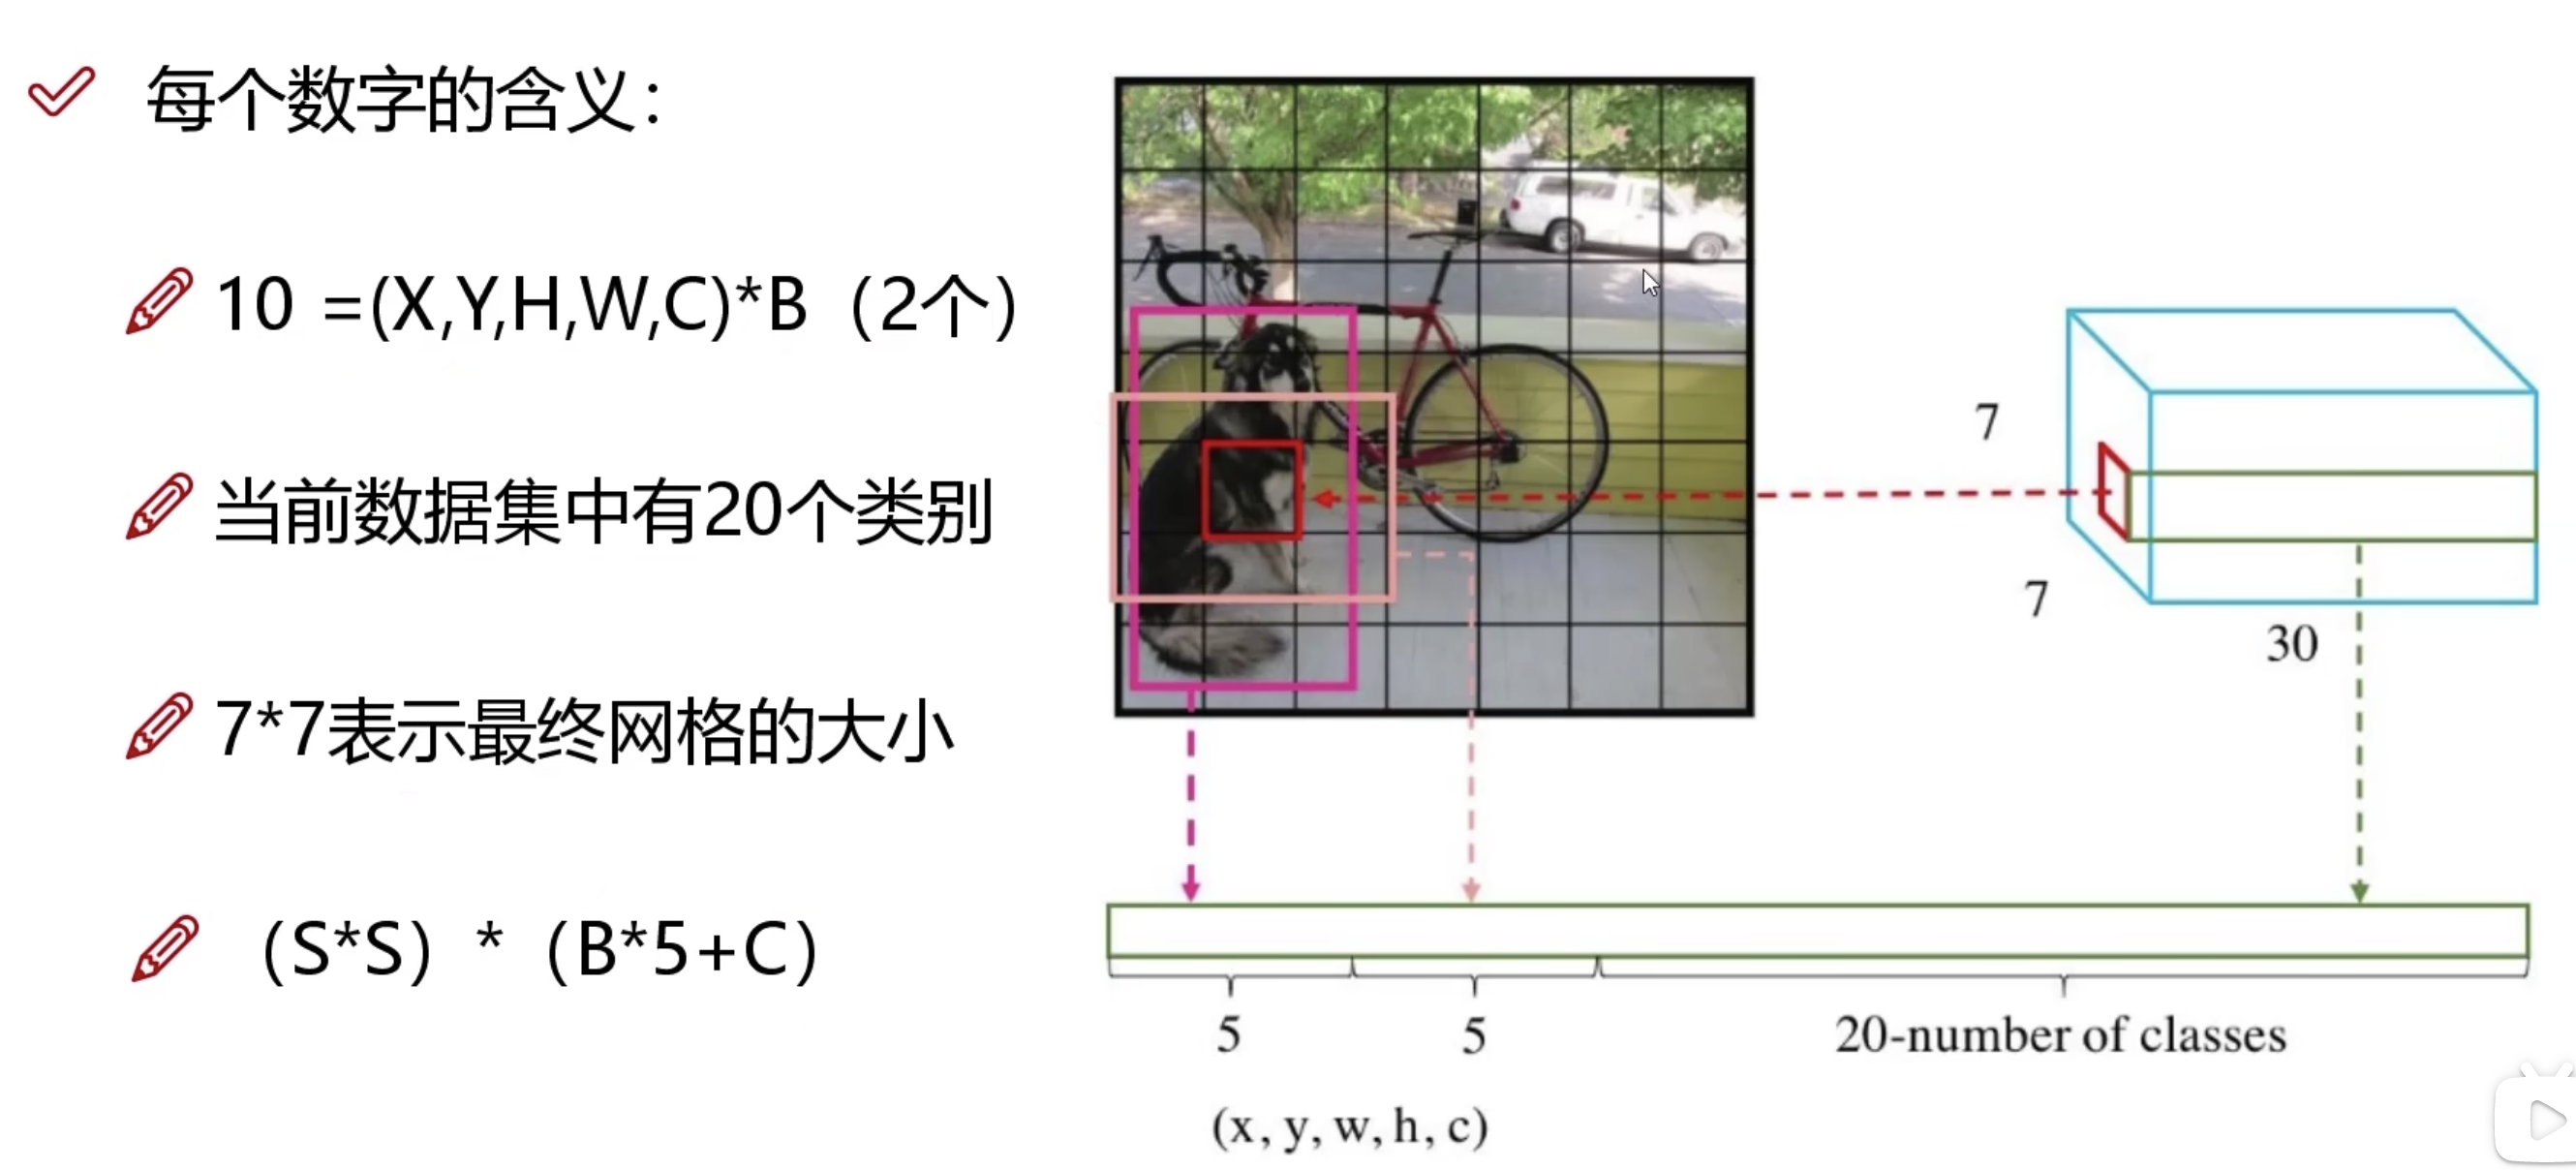 每个数字的含义：
10 =(X,Y,H,W,C)*B（2个）
当前数据集中有20个类别
7*7表示最终网格的大小
（S*S）*（B*5+C）
7
7
30
5
5
20-number of classes
(x, y, w, h, c)